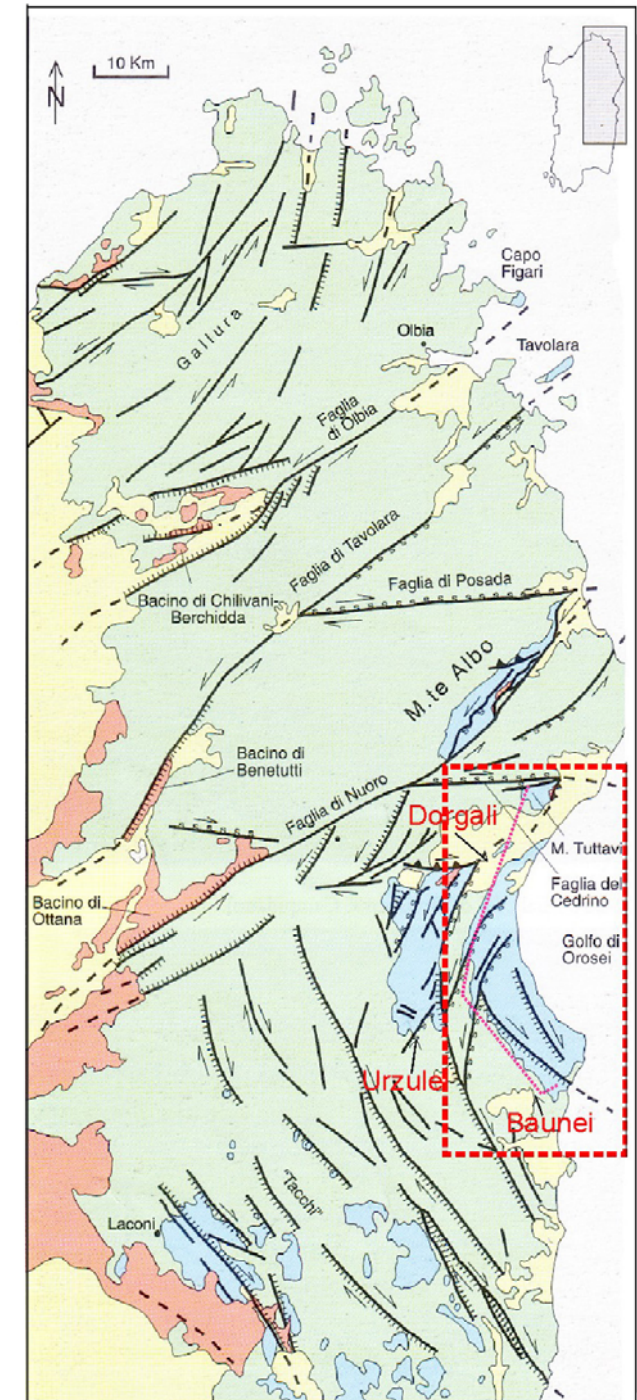 10 Km
N
Capo
Figari
Olbia
Tavolara
Gallura
Faglia
di Olbia
Faglia di Tavolara
Faglia di Posada
Bacino di Chilivani-
Berchidda
M.te Albo
Bacino di
Benetutti
Faglia di Nuoro
Dorgali
M. Tuttavi
Faglia del
Cedrino
Bacino di
Ottana
Golfo di
Orosei
Urzulei
Baunei
"Tacchi"
Laconi